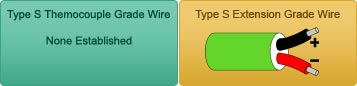 Type S Themocouple Grade Wire
None Established
Type S Extension Grade Wire
+
−